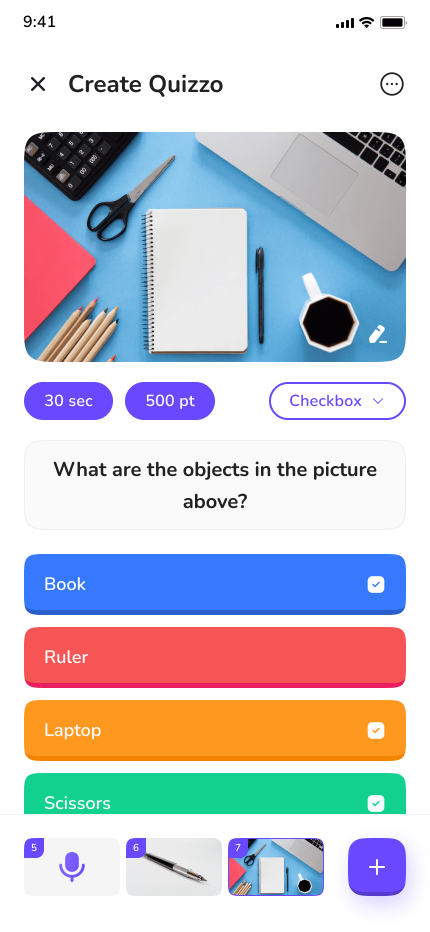 9:41
Create Quizzo
30 sec
500 pt
Checkbox
What are the objects in the picture
above?
Book
Ruler
Laptop
Scissors
5
6
7